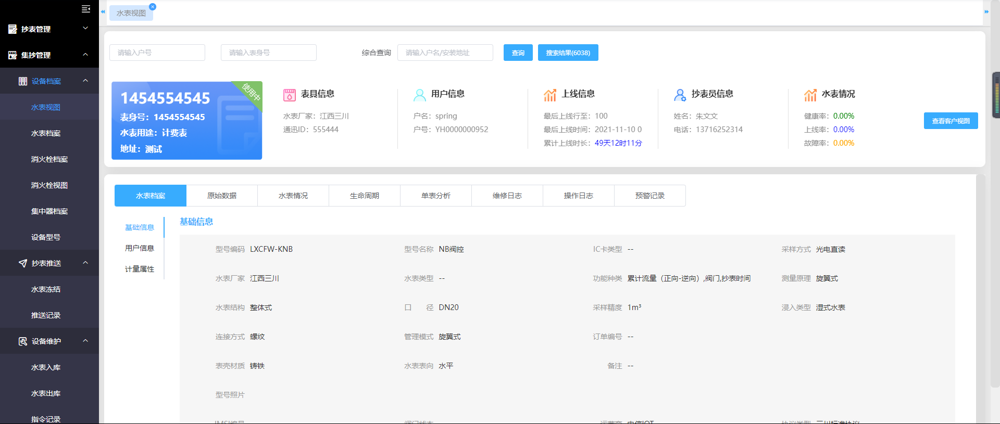 抄表管理
集抄管理
设备档案
水表视图
水表档案
消火栓档案
消火栓视图
集中器档案
设备型号
抄表推送
水表冻结
推送记录
设备维护
水表入库
水表出库
指令记录
水表视图
请输入户号
请输入表身号
综合查询
请输入户名/安装地址
查询
搜索结果(6038)
1454554545
使用中
表身号：1454554545
水表用途：计费表
地址：测试
表具信息
水表厂家：江西三川
通迅ID：555444
用户信息
户名：spring
户号：YH0000000952
上线信息
最后上线行至：100
最后上线时间：2021-11-10 0
累计上线时长：49天12时11分
抄表员信息
姓名：朱文文
电话：13716252314
水表情况
健康率：0.00%
上线率：0.00%
故障率：0.00%
查看客户视图
水表档案 原始数据 水表情况 生命周期 单表分析 维修日志 操作日志 预警记录
基础信息
用户信息
计量属性
基础信息
型号编码 LXCFW-KNB 型号名称 NB阀控 IC卡类型 -- 采样方式 光电直读
水表厂家 江西三川 水表类型 -- 功能种类 累计流量（正向-逆向）,阀门,抄表时间 测量原理 旋翼式
水表结构 整体式 口 径 DN20 采样精度 1m³ 浸入类型 湿式水表
连接方式 螺纹 管理模式 旋翼式 订单编号 --
表壳材质 铸铁 水表表向 水平 备注 --
型号照片
IMSI编号 阀门状态 运营商 电信IOT 协议类型 三川标准协议